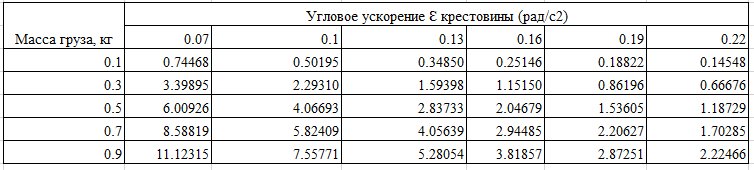 Угловое ускорение Ԑ крестовины (рад/с2)
Масса груза, кг 0.07 0.1 0.13 0.16 0.19 0.22
0.1 0.74468 0.50195 0.34850 0.25146 0.18822 0.14548
0.3 3.39895 2.29310 1.59398 1.15150 0.86196 0.66676
0.5 6.00926 4.06693 2.83733 2.04679 1.53605 1.18729
0.7 8.58819 5.82409 4.05639 2.94485 2.20627 1.70285
0.9 11.12315 7.55771 5.28054 3.81857 2.87251 2.22466